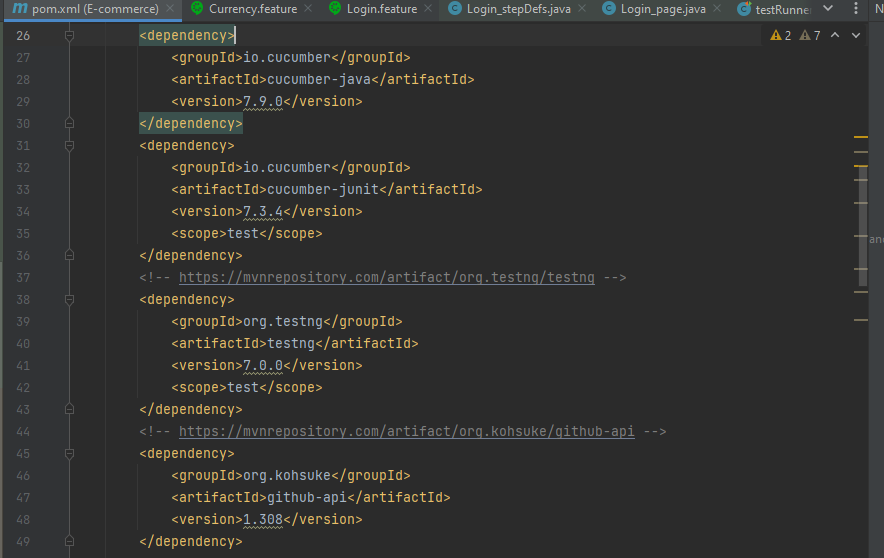 pom.xml (E-commerce) Currency.feature Login.feature Login_stepDefs.java Login_page.java testRunne
26 <dependency> 2 7
27 <groupId>io.cucumber</groupId>
28 <artifactId>cucumber-java</artifactId>
29 <version>7.9.0</version>
30 </dependency>
31 <dependency>
32 <groupId>io.cucumber</groupId>
33 <artifactId>cucumber-junit</artifactId>
34 <version>7.3.4</version>
35 <scope>test</scope>
36 </dependency>
37 <!-- https://mvnrepository.com/artifact/org.testng/testng -->
38 <dependency>
39 <groupId>org.testng</groupId>
40 <artifactId>testng</artifactId>
41 <version>7.0.0</version>
42 <scope>test</scope>
43 </dependency>
44 <!-- https://mvnrepository.com/artifact/org.kohsuke/github-api -->
45 <dependency>
46 <groupId>org.kohsuke</groupId>
47 <artifactId>github-api</artifactId>
48 <version>1.308</version>
49 </dependency>